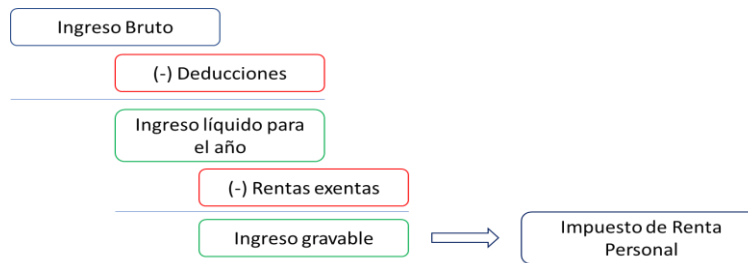 Ingreso Bruto
(-) Deducciones
Ingreso líquido para
el año
(-) Rentas exentas
Ingreso gravable
Impuesto de Renta
Personal